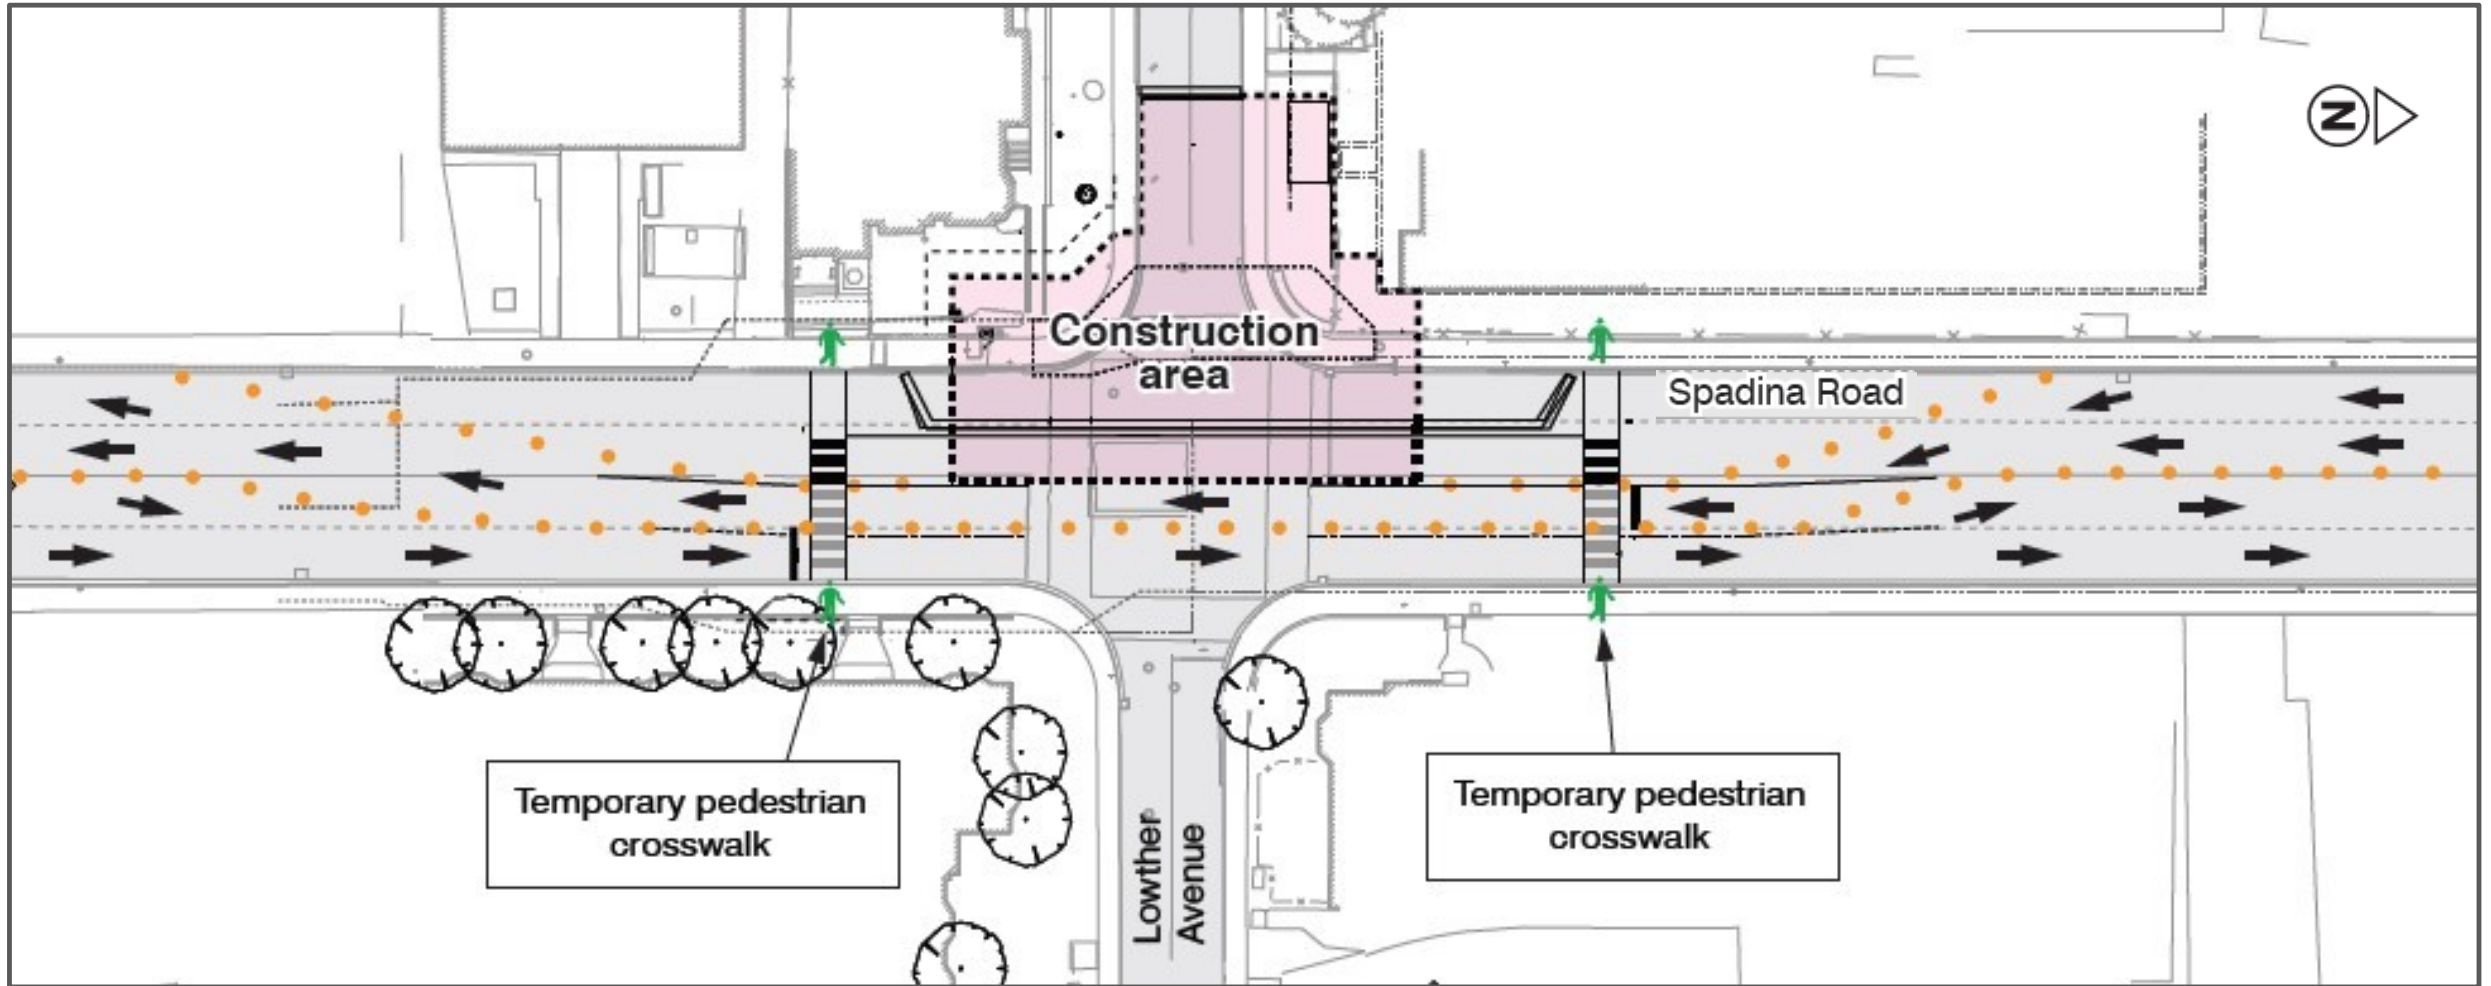 N
Construction
area
Spadina Road
Temporary pedestrian
crosswalk
Temporary pedestrian
crosswalk
Lowther
Avenue